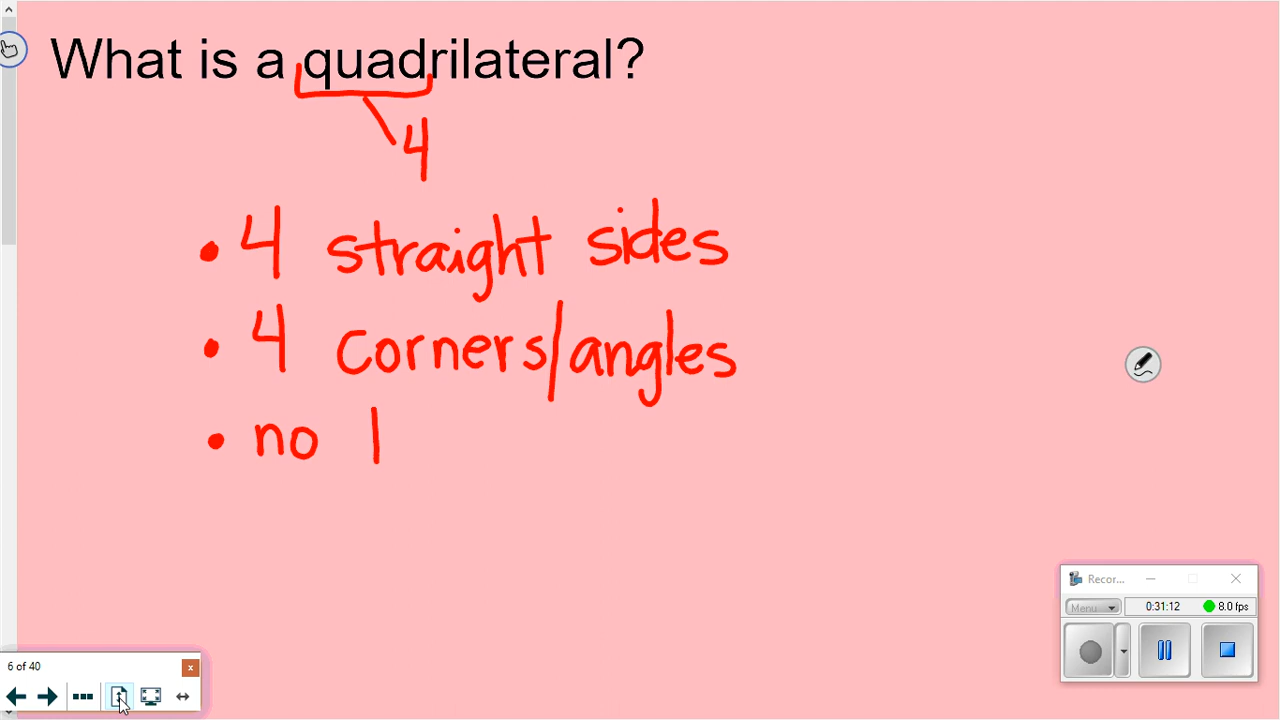 What is a quadrilateral?
4
• 4 straight sides
• 4 corners/angles
• no l
Recor...
Menu
0:31:12
8.0 fps
6 of 40